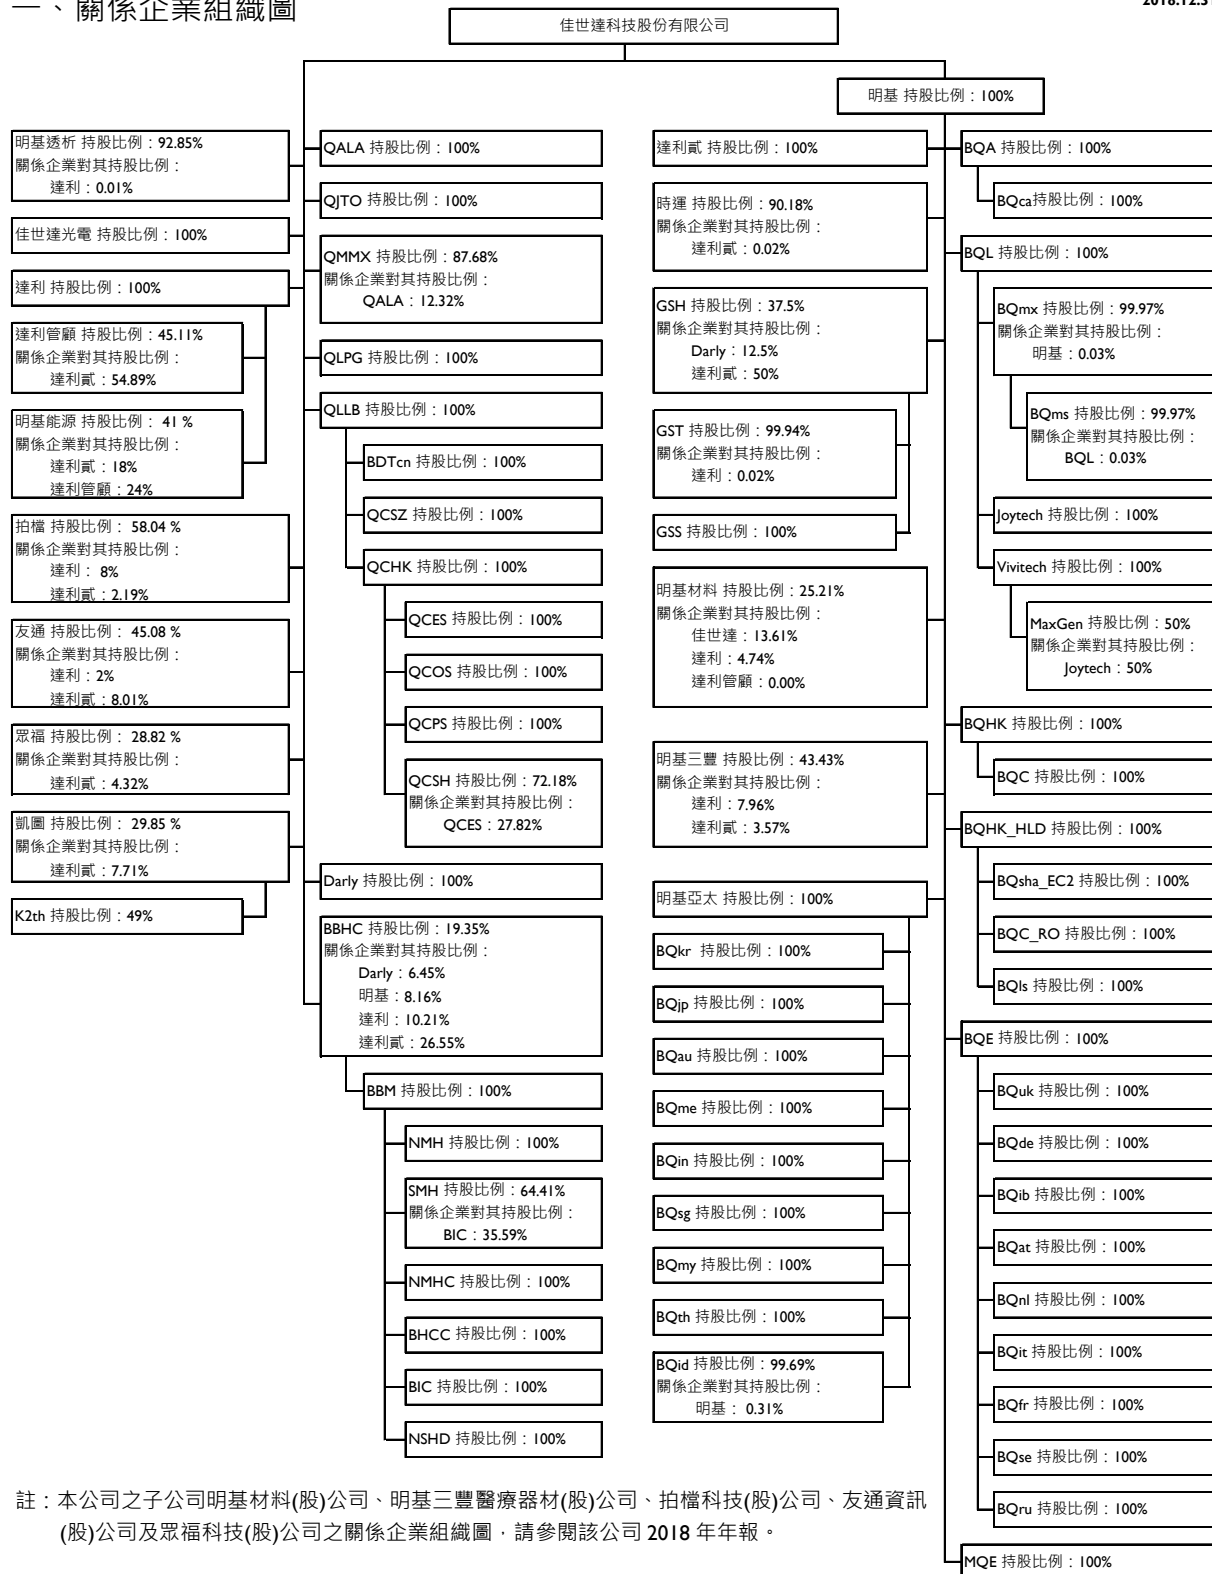 一、關係企業組織圖
2018.12.31
佳世達科技股份有限公司
明基 持股比例：100%
明基透析 持股比例：92.85%
關係企業對其持股比例：
達利：0.01%
佳世達光電 持股比例：100%
達利 持股比例：100%
達利管顧 持股比例：45.11%
關係企業對其持股比例：
達利貳：54.89%
明基能源 持股比例： 41 %
關係企業對其持股比例：
達利貳：18%
達利管顧：24%
拍檔 持股比例： 58.04 %
關係企業對其持股比例：
達利： 8%
達利貳：2.19%
友通 持股比例： 45.08 %
關係企業對其持股比例：
達利：2%
達利貳：8.01%
眾福 持股比例：28.82 %
關係企業對其持股比例：
達利貳：4.32%
凱圖 持股比例：29.85 %
關係企業對其持股比例：
達利貳：7.71%
K2th 持股比例：49%
QALA 持股比例：100%
QJTO 持股比例：100%
QMMX 持股比例：87.68%
關係企業對其持股比例：
QALA：12.32%
QLPG 持股比例：100%
QLLB 持股比例：100%
BDTcn 持股比例：100%
QCSZ 持股比例：100%
QCHK 持股比例：100%
QCES 持股比例：100%
QCOS 持股比例：100%
QCPS 持股比例：100%
QCSH 持股比例：72.18%
關係企業對其持股比例：
QCES：27.82%
Darly 持股比例：100%
BBHC 持股比例：19.35%
關係企業對其持股比例：
Darly：6.45%
明基：8.16%
達利：10.21%
達利貳：26.55%
BBM 持股比例：100%
NMH 持股比例：100%
SMH 持股比例：64.41%
關係企業對其持股比例：
BIC：35.59%
NMHC 持股比例：100%
BHCC 持股比例：100%
BIC 持股比例：100%
NSHD 持股比例：100%
達利貳 持股比例：100%
時運 持股比例：90.18%
關係企業對其持股比例：
達利貳：0.02%
GSH 持股比例：37.5%
關係企業對其持股比例：
Darly：12.5%
達利貳：50%
GST 持股比例：99.94%
關係企業對其持股比例：
達利：0.02%
GSS 持股比例：100%
明基材料 持股比例：25.21%
關係企業對其持股比例：
佳世達：13.61%
達利：4.74%
達利管顧：0.00%
明基三豐 持股比例：43.43%
關係企業對其持股比例：
達利：7.96%
達利貳：3.57%
明基亞太 持股比例：100%
BQkr 持股比例：100%
BQjp 持股比例：100%
BQau 持股比例：100%
BQme 持股比例：100%
BQin 持股比例：100%
BQsg 持股比例：100%
BQmy 持股比例：100%
BQth 持股比例：100%
BQid 持股比例：99.69%
關係企業對其持股比例：
明基： 0.31%
BQA 持股比例：100%
BQca持股比例：100%
BQL 持股比例：100%
BQmx 持股比例：99.97%
關係企業對其持股比例：
明基：0.03%
BQms 持股比例：99.97%
關係企業對其持股比例：
BQL：0.03%
Joytech 持股比例：100%
Vivitech 持股比例：100%
MaxGen 持股比例：50%
關係企業對其持股比例：
Joytech：50%
BQHK 持股比例：100%
BQC 持股比例：100%
BQHK_HLD 持股比例：100%
BQsha_EC2 持股比例：100%
BQC_RO 持股比例：100%
BQls 持股比例：100%
BQE 持股比例：100%
BQuk 持股比例：100%
BQde 持股比例：100%
BQib 持股比例：100%
BQat 持股比例：100%
BQnl 持股比例：100%
BQit 持股比例：100%
BQfr 持股比例：100%
BQse 持股比例：100%
BQru 持股比例：100%
MQE 持股比例：100%
註：本公司之子公司明基材料(股)公司、明基三豐醫療器材(股)公司、拍檔科技(股)公司、友通資訊
(股)公司及眾福科技(股)公司之關係企業組織圖，請參閱該公司 2018 年年報。